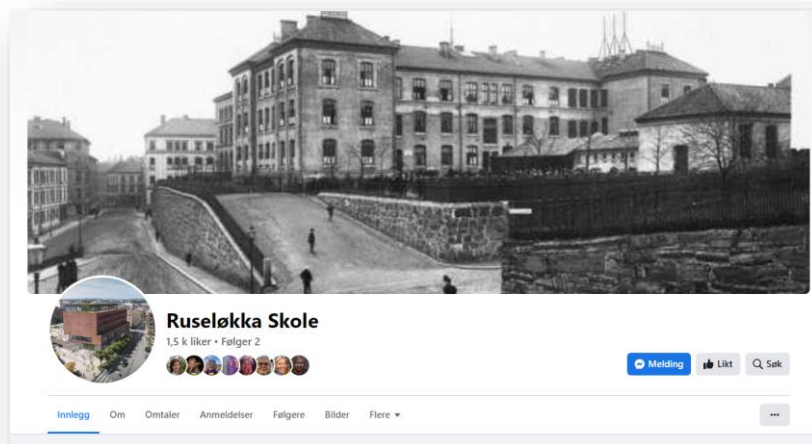 Ruseløkka Skole
1,5 k liker • Følger 2
Melding Likt Søk
Innlegg Om Omtaler Anmeldelser Følgere Bilder Flere